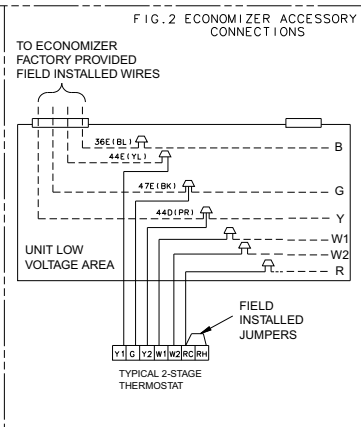 FIG.2 ECONOMIZER ACCESSORY
CONNECTIONS
TO ECONOMIZER
FACTORY PROVIDED
FIELD INSTALLED WIRES
36E(BL)
B
44E(YL)
47E(BK)
G
44D(PR)
Y
W1
W2
R
UNIT LOW
VOLTAGE AREA
FIELD
INSTALLED
JUMPERS
Y1 G Y2 W1 W2 RC RH
TYPICAL 2-STAGE
THERMOSTAT